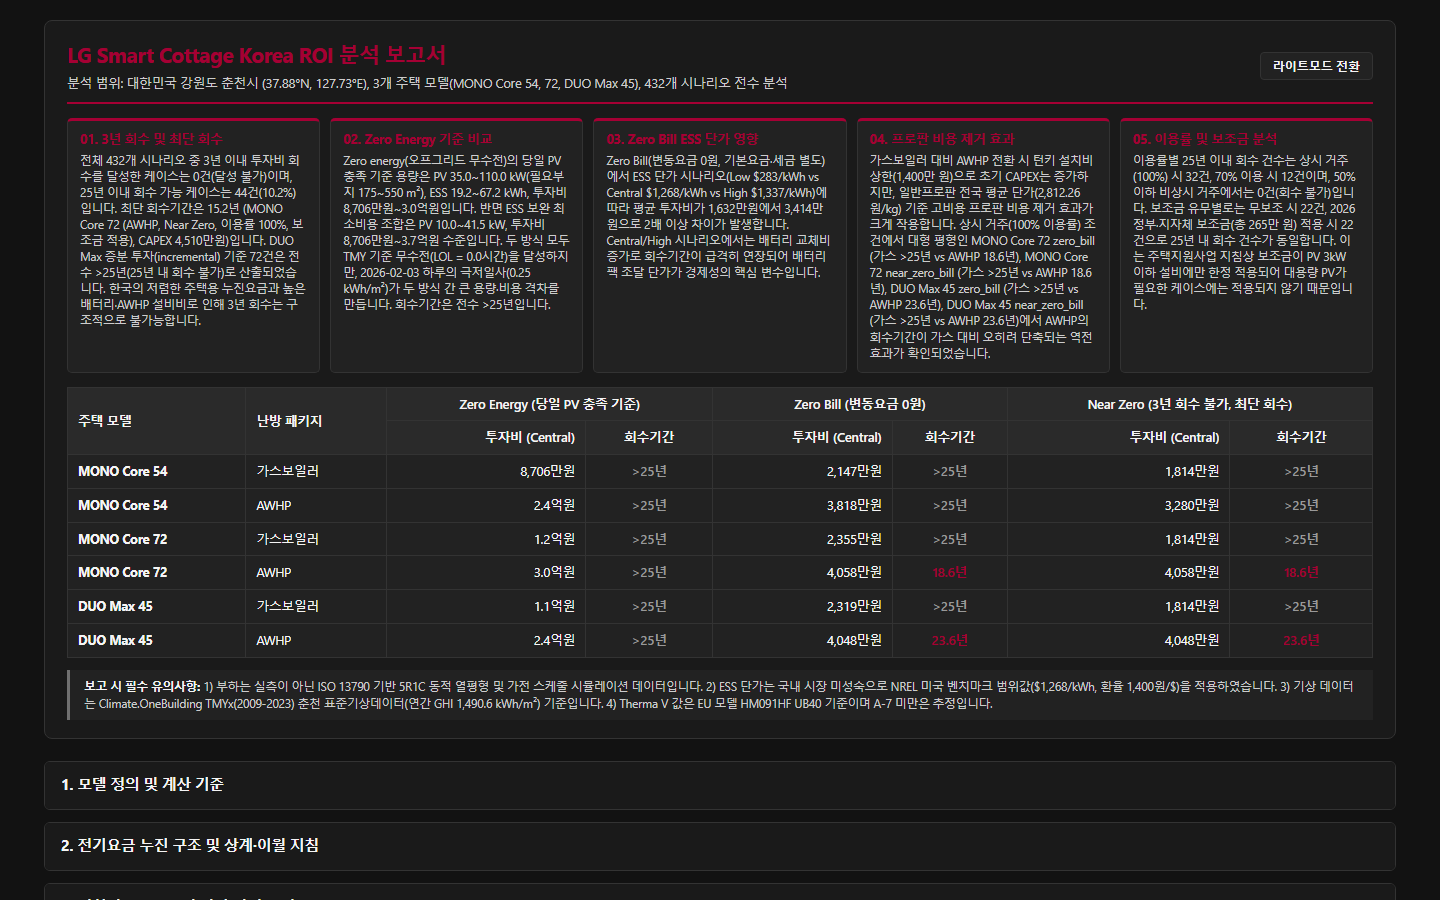 LG Smart Cottage Korea ROI 분석 보고서
분석 범위: 대한민국 강원도 춘천시 (37.88°N, 127.73°E), 3개 주택 모델(MONO Core 54, 72, DUO Max 45), 432개 시나리오 전수 분석
라이트모드 전환
01. 3년 회수 및 최단 회수
전체 432개 시나리오 중 3년 이내 투자비 회
수를 달성한 케이스는 0건(달성 불가)이며,
25년 이내 회수 가능 케이스는 44건(10.2%)
입니다. 최단 회수기간은 15.2년 (MONO
Core 72 (AWHP, Near Zero, 이용률 100%, 보
조금 적용), CAPEX 4,510만원)입니다. DUO
Max 증분 투자(incremental) 기준 72건은 전
수 >25년(25년 내 회수 불가)로 산출되었습
니다. 한국의 저렴한 주택용 누진요금과 높은
배터리·AWHP 설비비로 인해 3년 회수는 구
조적으로 불가능합니다.
02. Zero Energy 기준 비교
Zero energy(오프그리드 무수전)의 당일 PV
충족 기준 용량은 PV 35.0~110.0 kW(필요부
지 175~550 m²), ESS 19.2~67.2 kWh, 투자비
8,706만원~3.0억원입니다. 반면 ESS 보완 최
소비용 조합은 PV 10.0~41.5 kW, 투자비
8,706만원~3.7억원 수준입니다. 두 방식 모두
TMY 기준 무수전(LOL = 0.0시간)을 달성하지
만, 2026-02-03 하루의 극저일사(0.25
kWh/m²)가 두 방식 간 큰 용량·비용 격차를
만듭니다. 회수기간은 전수 >25년입니다.
03. Zero Bill ESS 단가 영향
Zero Bill(변동요금 0원, 기본요금·세금 별도)
에서 ESS 단가 시나리오(Low $283/kWh vs
Central $1,268/kWh vs High $1,337/kWh)에
따라 평균 투자비가 1,632만원에서 3,414만
원으로 2배 이상 차이가 발생합니다.
Central/High 시나리오에서는 배터리 교체비
증가로 회수기간이 급격히 연장되어 배터리
팩 조달 단가가 경제성의 핵심 변수입니다.
04. 프로판 비용 제거 효과
가스보일러 대비 AWHP 전환 시 턴키 설치비
상한(1,400만 원)으로 초기 CAPEX는 증가하
지만, 일반프로판 전국 평균 단가(2,812.26
원/kg) 기준 고비용 프로판 비용 제거 효과가
크게 작용합니다. 상시 거주(100% 이용률) 조
건에서 대형 평형인 MONO Core 72 zero_bill
(가스 >25년 vs AWHP 18.6년), MONO Core
72 near_zero_bill (가스 >25년 vs AWHP 18.6
년), DUO Max 45 zero_bill (가스 >25년 vs
AWHP 23.6년), DUO Max 45 near_zero_bill
(가스 >25년 vs AWHP 23.6년)에서 AWHP의
회수기간이 가스 대비 오히려 단축되는 역전
효과가 확인되었습니다.
05. 이용률 및 보조금 분석
이용률별 25년 이내 회수 건수는 상시 거주
(100%) 시 32건, 70% 이용 시 12건이며, 50%
이하 비상시 거주에서는 0건(회수 불가)입니
다. 보조금 유무별로는 무보조 시 22건, 2026
정부·지자체 보조금(총 265만 원) 적용 시 22
건으로 25년 내 회수 건수가 동일합니다. 이
는 주택지원사업 지침상 보조금이 PV 3kW
이하 설비에만 한정 적용되어 대용량 PV가
필요한 케이스에는 적용되지 않기 때문입니
다.
주택 모델 난방 패키지 Zero Energy (당일 PV 충족 기준) Zero Bill (변동요금 0원) Near Zero (3년 회수 불가, 최단 회수)
투자비 (Central) 회수기간 투자비 (Central) 회수기간 투자비 (Central) 회수기간
MONO Core 54 가스보일러 8,706만원 >25년 2,147만원 >25년 1,814만원 >25년
MONO Core 54 AWHP 2.4억원 >25년 3,818만원 >25년 3,280만원 >25년
MONO Core 72 가스보일러 1.2억원 >25년 2,355만원 >25년 1,814만원 >25년
MONO Core 72 AWHP 3.0억원 >25년 4,058만원 18.6년 4,058만원 18.6년
DUO Max 45 가스보일러 1.1억원 >25년 2,319만원 >25년 1,814만원 >25년
DUO Max 45 AWHP 2.4억원 >25년 4,048만원 23.6년 4,048만원 23.6년
보고 시 필수 유의사항: 1) 부하는 실측이 아닌 ISO 13790 기반 5R1C 동적 열평형 및 가전 스케줄 시뮬레이션 데이터입니다. 2) ESS 단가는 국내 시장 미성숙으로 NREL 미국 벤치마크 범위값($1,268/kWh, 환율 1,400원/$)을 적용하였습니다. 3) 기상 데이터
는 Climate.OneBuilding TMYx(2009-2023) 춘천 표준기상데이터(연간 GHI 1,490.6 kWh/m²) 기준입니다. 4) Therma V 값은 EU 모델 HM091HF UB40 기준이며 A-7 미만은 추정입니다.
1. 모델 정의 및 계산 기준
2. 전기요금 누진 구조 및 상계·이월 지침